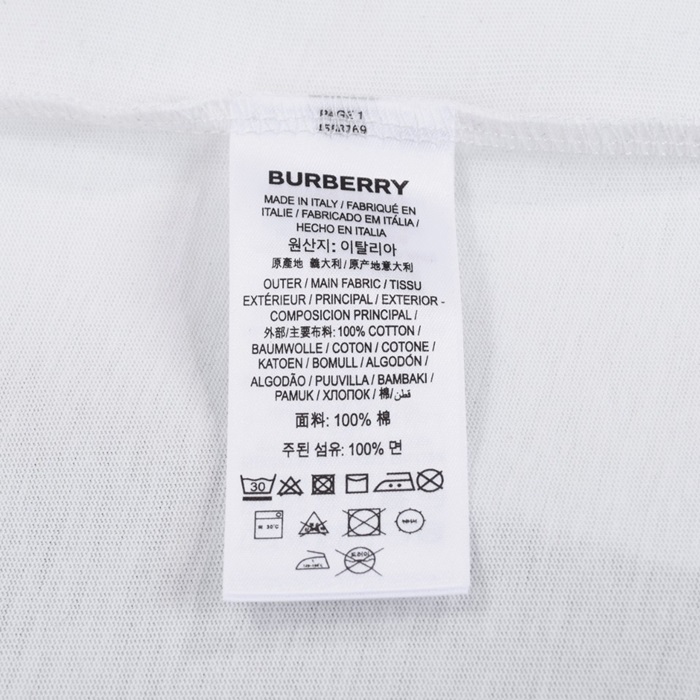 PAGE 1
BURBERRY
MADE IN ITALY / FABRIQUÉ EN
ITALIE / FABRICADO EM ITÁLIA /
HECHO EN ITALIA
원산지: 이탈리아
原產地 義大利 / 原产地意大利
OUTER / MAIN FABRIC / TISSU
EXTÉRIEUR / PRINCIPAL / EXTERIOR -
COMPOSICION PRINCIPAL /
外部/主要布料: 100% COTTON /
BAUMWOLLE / COTON / COTONE /
KATOEN / BOMULL / ALGODÓN /
ALGODÃO / PUUVILLA / BAMBAKI /
PAMUK / ХЛОПОК / 棉/قطن
面料: 100% 棉
주된 섬유: 100% 면
30